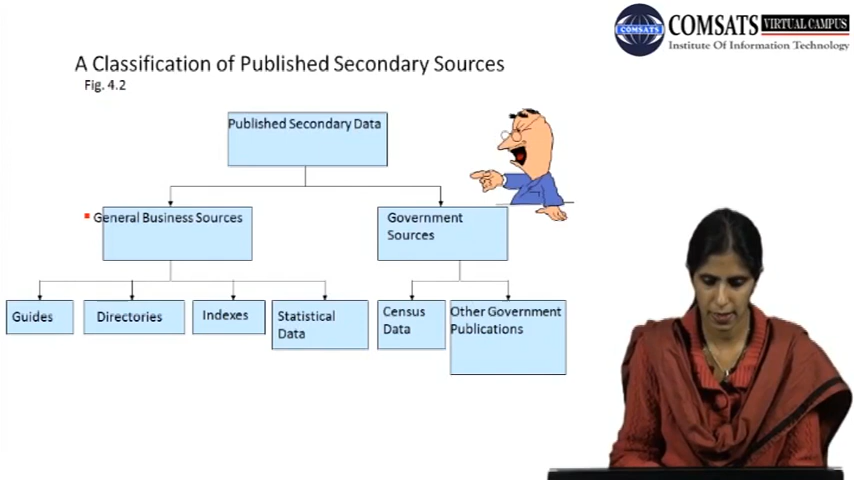 COMSATS VIRTUAL CAMPUS
COMSATS
Institute Of Information Technology
A Classification of Published Secondary Sources
Fig. 4.2
Published Secondary Data
General Business Sources
Government
Sources
Guides
Directories
Indexes
Statistical
Data
Census
Data
Other Government
Publications